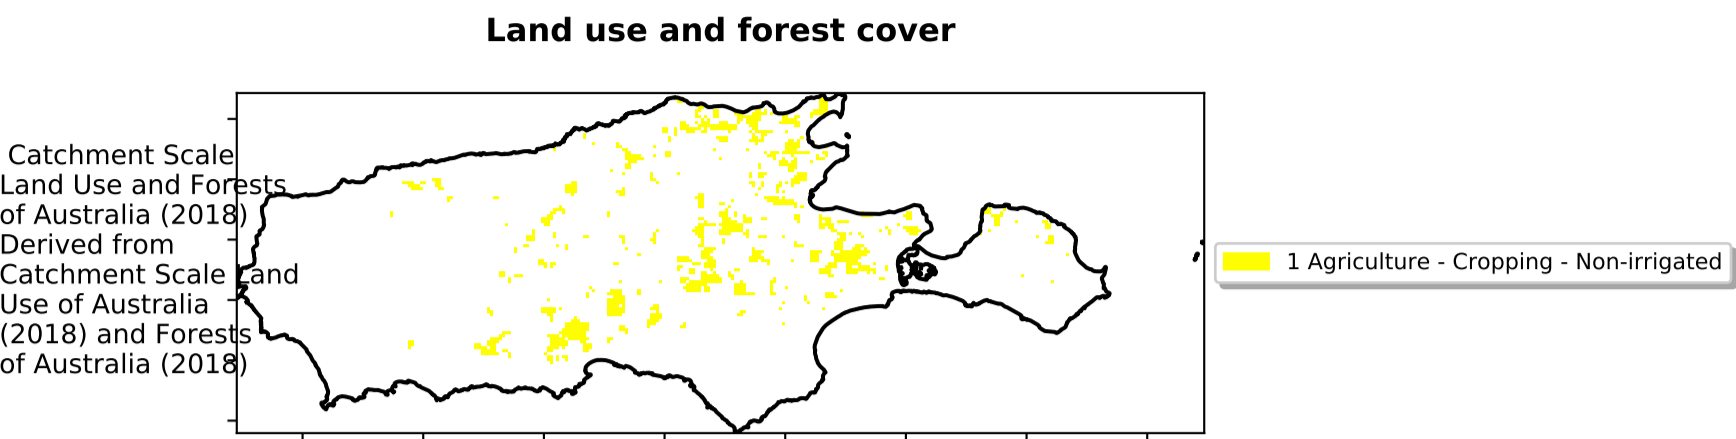 Land use and forest cover
Catchment Scale
Land Use and Forests
of Australia (2018)
Derived from
Catchment Scale Land
Use of Australia
(2018) and Forests
of Australia (2018)
1 Agriculture - Cropping - Non-irrigated